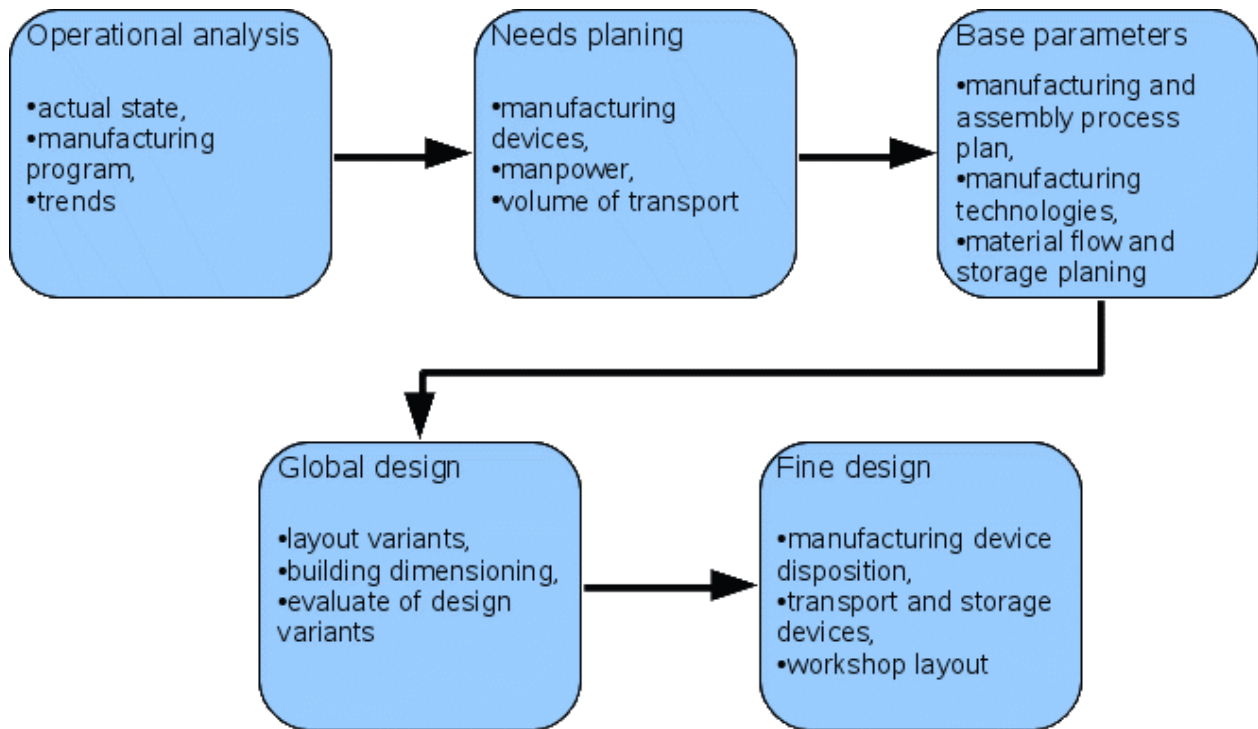 Operational analysis
•actual state,
•manufacturing
program,
•trends
Needs planing
•manufacturing
devices,
•manpower,
•volume of transport
Base parameters
•manufacturing and
assembly process
plan,
•manufacturing
technologies,
•material flow and
storage planing
Global design
•layout variants,
•building dimensioning,
•evaluate of design
variants
Fine design
•manufacturing device
disposition,
•transport and storage
devices,
•workshop layout